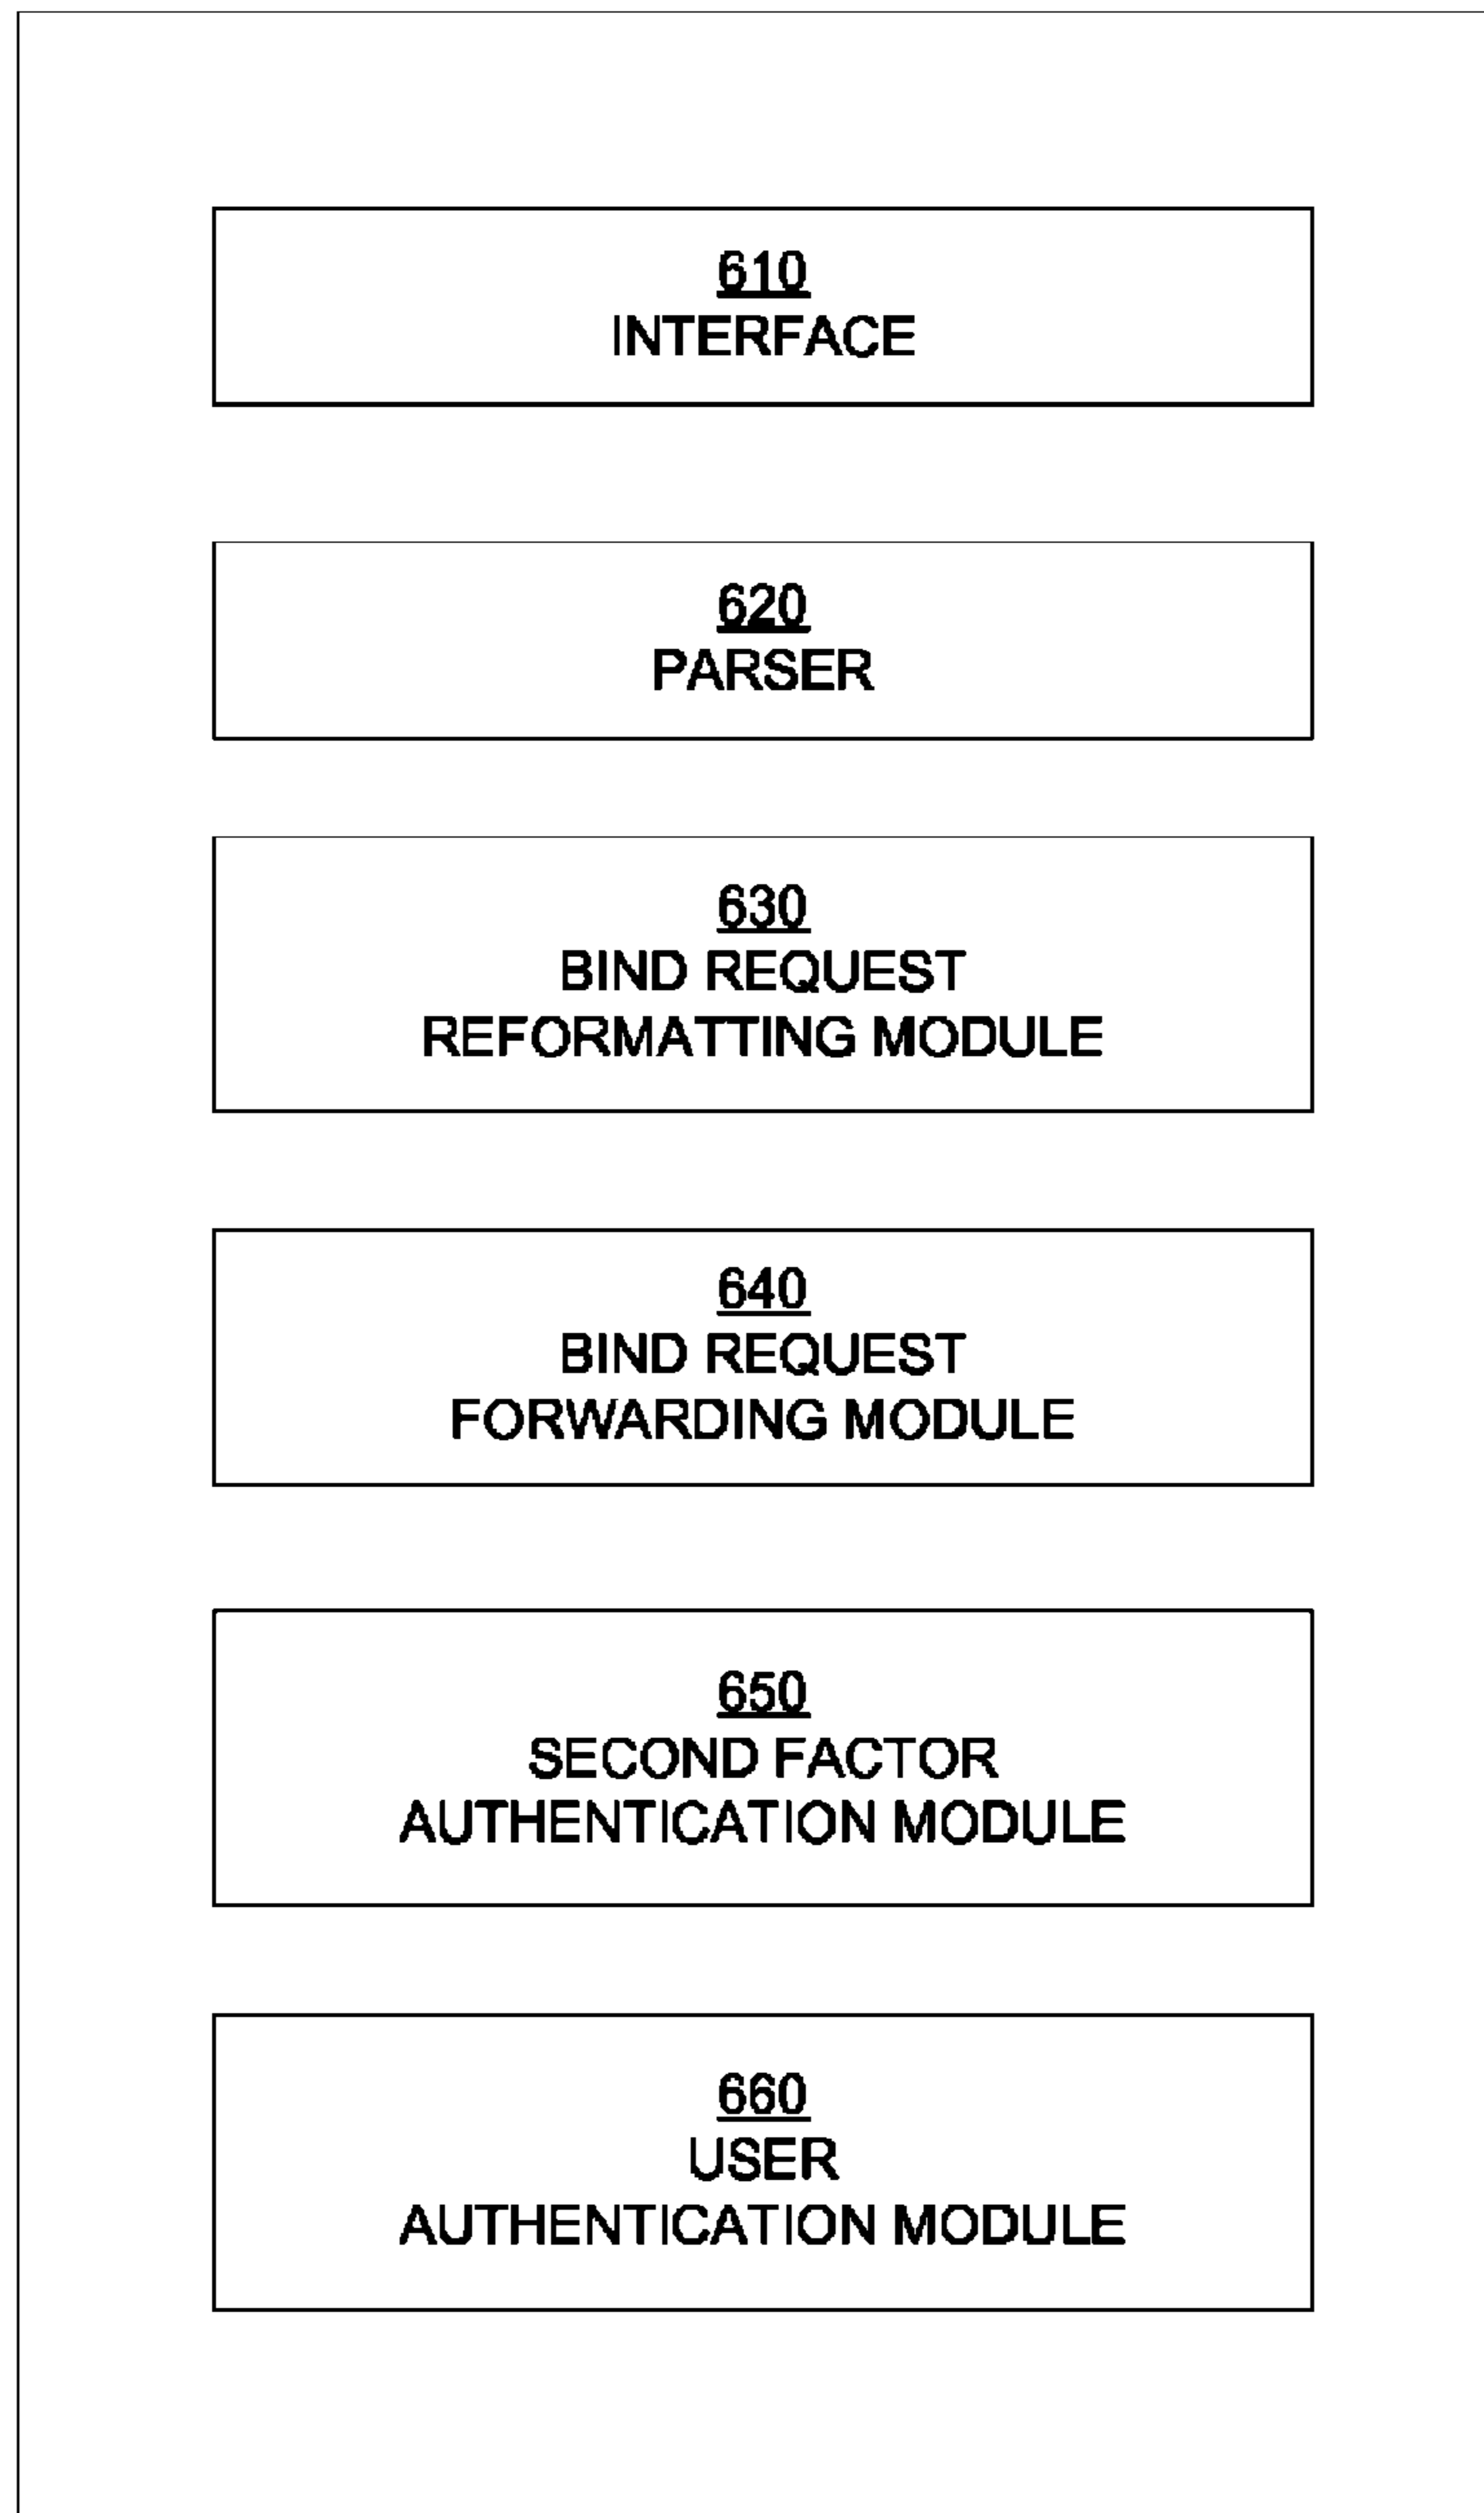 610
INTERFACE
620
PARSER
630
BIND REQUEST
REFORMATTING MODULE
640
BIND REQUEST
FORWARDING MODULE
650
SECOND FACTOR
AUTHENTICATION MODULE
660
USER
AUTHENTICATION MODULE